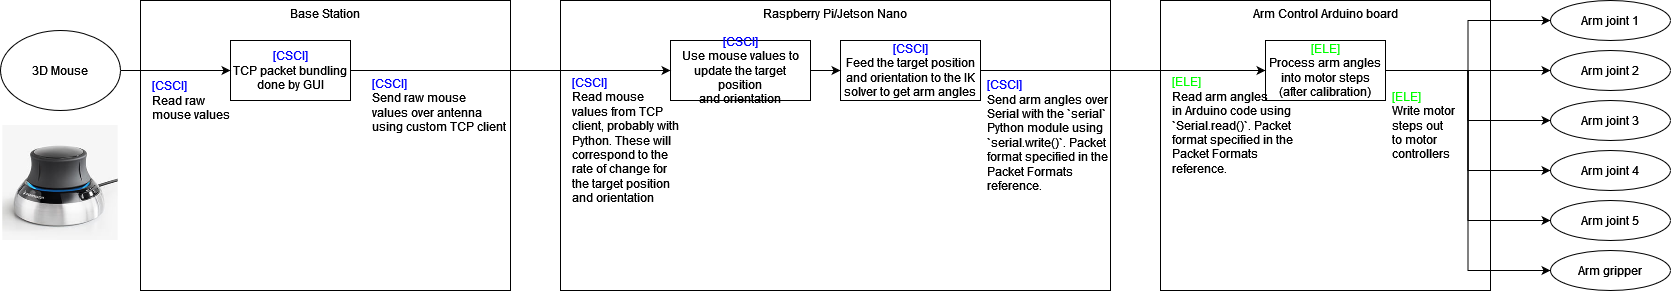 Base Station
Raspberry Pi/Jetson Nano
Arm Control Arduino board
3D Mouse
[CSCI]
Read raw
mouse values
[CSCI]
TCP packet bundling
done by GUI
[CSCI]
Send raw mouse
values over antenna
using custom TCP client
[CSCI]
Read mouse
values from TCP
client, probably with
Python. These will
correspond to the
rate of change for
the target position
and orientation
[CSCI]
Use mouse values to
update the target
position
and orientation
[CSCI]
Feed the target position
and orientation to the IK
solver to get arm angles
[CSCI]
Send arm angles over
Serial with the `serial`
Python module using
`serial.write()`. Packet
format specified in the
Packet Formats
reference.
[ELE]
Read arm angles
in Arduino code using
`Serial.read()`. Packet
format specified in the
Packet Formats
reference.
[ELE]
Process arm angles
into motor steps
(after calibration)
[ELE]
Write motor
steps out
to motor
controllers
Arm joint 1
Arm joint 2
Arm joint 3
Arm joint 4
Arm joint 5
Arm gripper